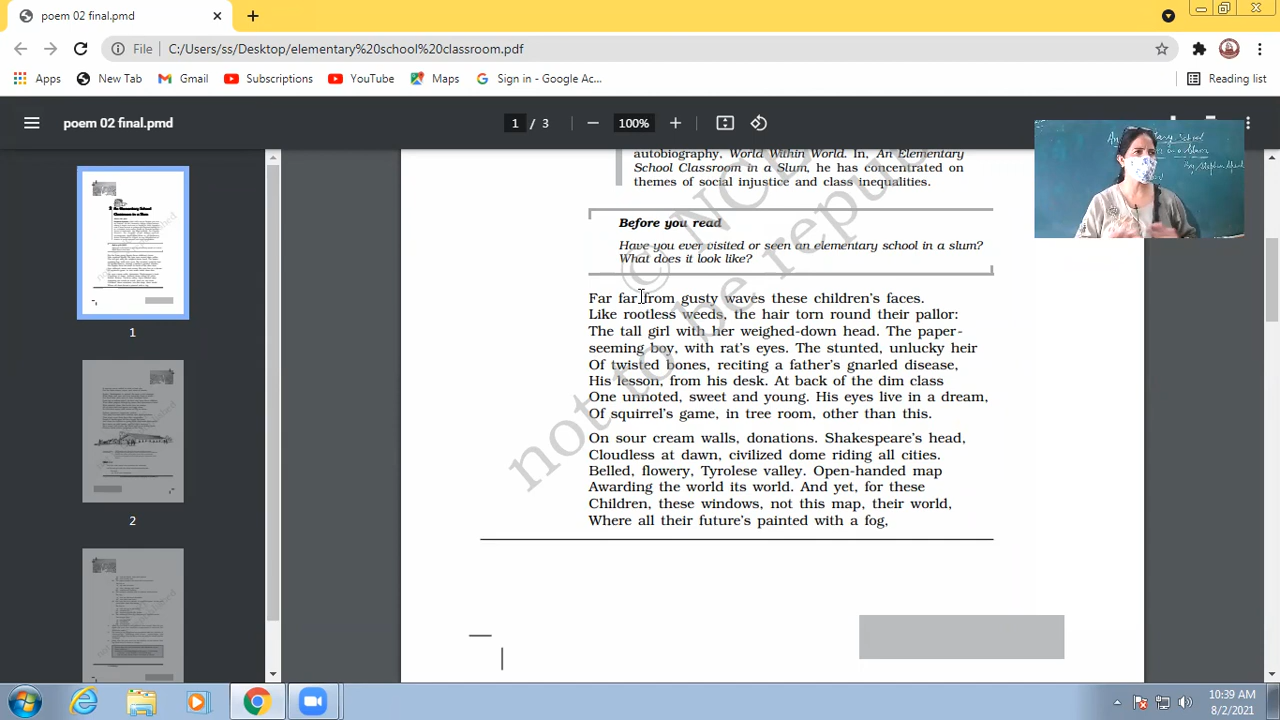 poem 02 final.pmd
File
C:/Users/ss/Desktop/elementary%20school%20classroom.pdf
Apps
New Tab
Gmail
Subscriptions
YouTube
Maps
Sign in - Google Ac...
Reading list
poem 02 final.pmd
1 / 3
100%
autobiography, World Within World. In, An Elementary
School Classroom in a Slum, he has concentrated on
themes of social injustice and class inequalities.
Before you read
Have you ever visited or seen an elementary school in a slum?
What does it look like?
Far far from gusty waves these children's faces.
Like rootless weeds, the hair torn round their pallor:
The tall girl with her weighed-down head. The paper-
seeming boy, with rat's eyes. The stunted, unlucky heir
Of twisted bones, reciting a father's gnarled disease,
His lesson, from his desk. At back of the dim class
One unnoted, sweet and young. His eyes live in a dream,
Of squirrel's game, in tree room, other than this.
On sour cream walls, donations. Shakespeare's head,
Cloudless at dawn, civilized dome riding all cities.
Belled, flowery, Tyrolese valley. Open-handed map
Awarding the world its world. And yet, for these
Children, these windows, not this map, their world,
Where all their future's painted with a fog,
not to be repu
© NC
1
2
10:39 AM
8/2/2021